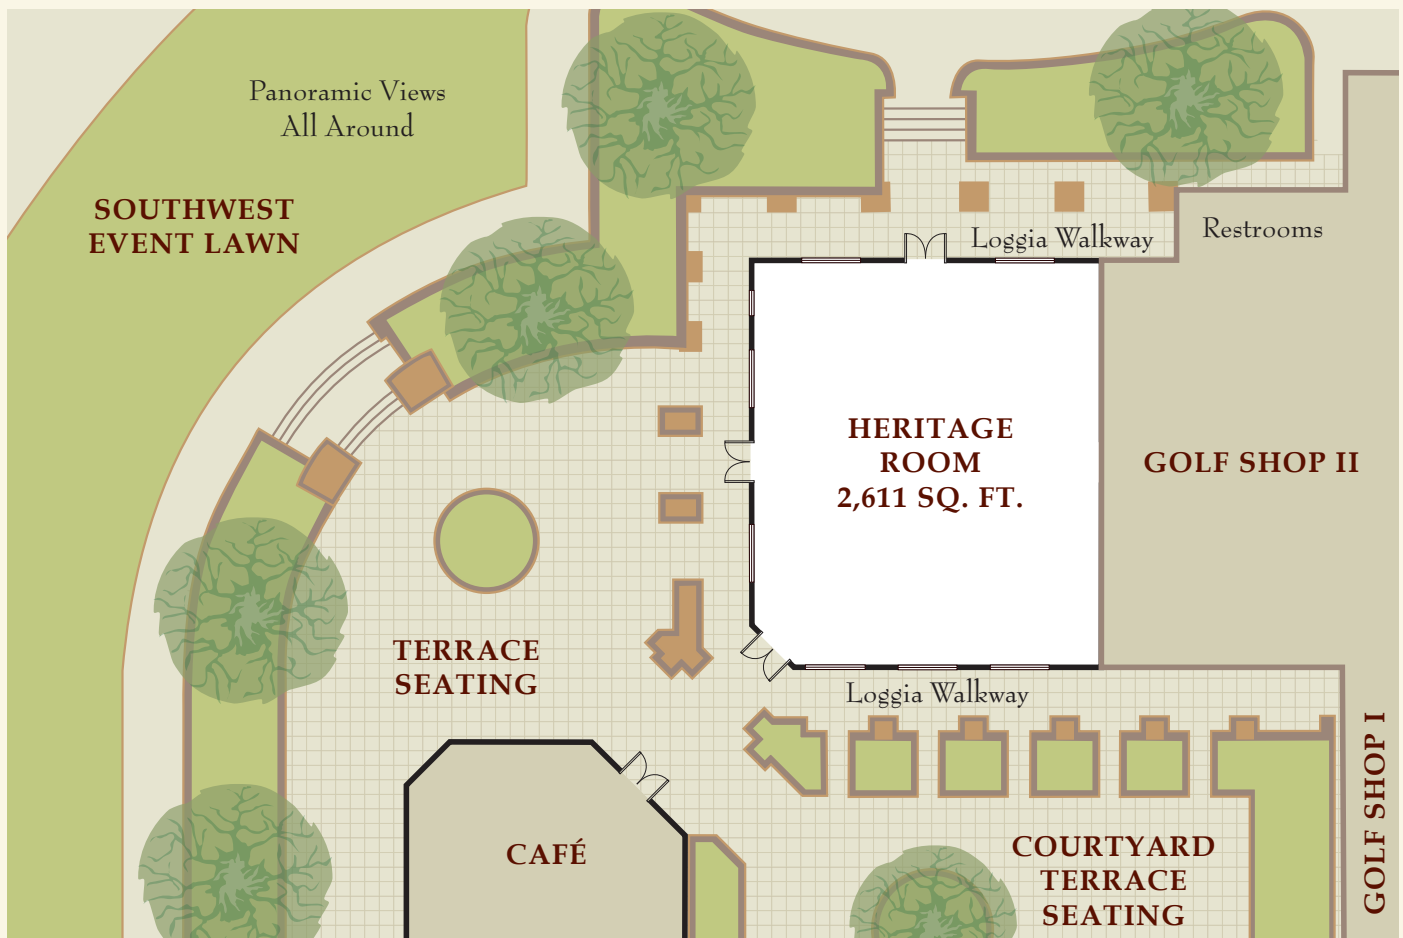 Panoramic Views
All Around
SOUTHWEST
EVENT LAWN
Loggia Walkway
Restrooms
HERITAGE
ROOM
2,611 SQ. FT.
GOLF SHOP II
TERRACE
SEATING
Loggia Walkway
GOLF SHOP I
CAFÉ
COURTYARD
TERRACE
SEATING